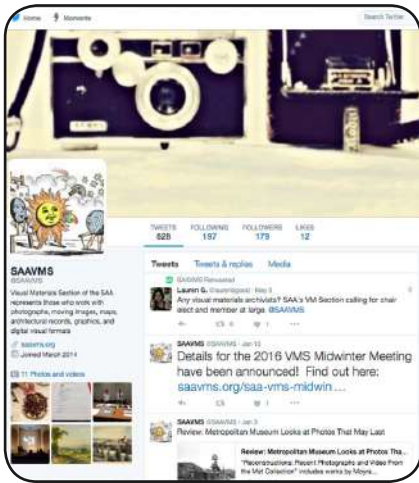 Home Moments Search Twitter
TWEETS FOLLOWING FOLLOWERS LIKES
628 197 179 12
SAAVMS
@SAAVMS
Visual Materials Section of the SAA
represents those who work with
photographs, moving images, maps,
architectural records, graphics, and
digital visual formats
saavms.org
Joined March 2014
11 Photos and videos
Tweets Tweets & replies Media
SAAVMS Retweeted
Lauren G. May 5
Any visual materials archivists? SAA's VM Section calling for chair
elect and member at large. @SAAVMS
SAAVMS @SAAVMS · Jan 10
Details for the 2016 VMS Midwinter Meeting
have been announced! Find out here:
saavms.org/saa-vms-midwin ...
SAAVMS @SAAVMS · Jan 3
Review: Metropolitan Museum Looks at Photos That May Last
Review: Metropolitan Museum Looks at Photos Tha...
"Reconstructions: Recent Photographs and Video From
the Met Collection" includes works by Moyra...